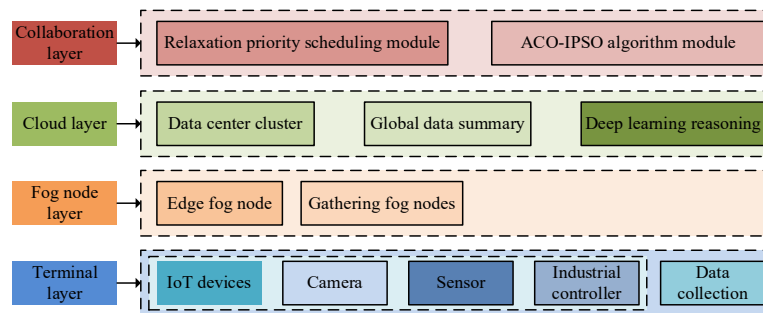 Collaboration
layer
Relaxation priority scheduling module
ACO-IPSO algorithm module
Cloud layer
Data center cluster
Global data summary
Deep learning reasoning
Fog node
layer
Edge fog node
Gathering fog nodes
Terminal
layer
IoT devices
Camera
Sensor
Industrial
controller
Data
collection